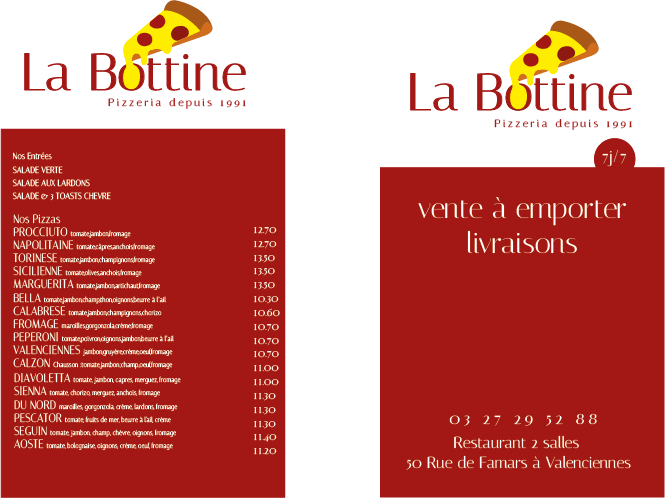 La Bottine
Pizzeria depuis 1991
Nos Entrées
SALADE VERTE
SALADE AUX LARDONS
SALADE & 3 TOASTS CHEVRE
Nos Pizzas
PROCCIUTO tomate,jambon,fromage 12.70
NAPOLITAINE tomate,câpres,anchois,fromage 12.70
TORINESE tomate,jambon,champignons,fromage 13.50
SICILIENNE tomate,olives,anchois,fromage 13.50
MARGUERITA tomate,jambon,artichaut,fromage 13.50
BELLA tomate,jambon,champthon,oignons,beurre à l'ail 10.30
CALABRESE tomate,jambon,champignons,chorizo 10.60
FROMAGE maroilles,gorgonzola,crème,fromage 10.70
PEPERONI tomate,poivron,oignons,jambon,beurre à l'ail 10.70
VALENCIENNES jambon,gruyère,crème,oeuf,fromage 10.70
CALZON Chausson :tomate,jambon,champ,oeuf,fromage 11.00
DIAVOLETTA tomate, jambon, capres, merguez, fromage 11.00
SIENNA tomate, chorizo, merguez, anchois, fromage 11.30
DU NORD maroilles, gorgonzola, crème, lardons, fromage 11.30
PESCATOR tomate, fruits de mer, beurre à l'ail, crème 11.30
SEGUIN tomate, jambon, champ, chèvre, oignons, fromage 11.40
AOSTE tomate, bolognaise, oignons, crème, oeuf, fromage 11.20
La Bottine
Pizzeria depuis 1991
7j/7
vente à emporter
livraisons
03 27 29 52 88
Restaurant 2 salles
50 Rue de Famars à Valenciennes